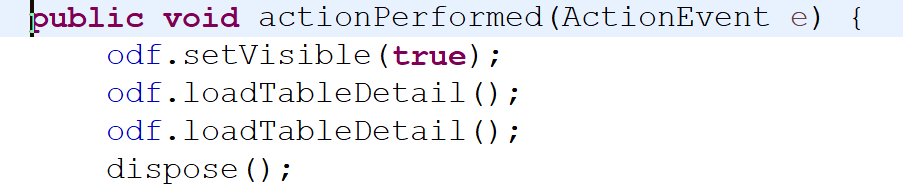 public void actionPerformed(ActionEvent e) {
odf.setVisible(true);
odf.loadTableDetail();
odf.loadTableDetail();
dispose();